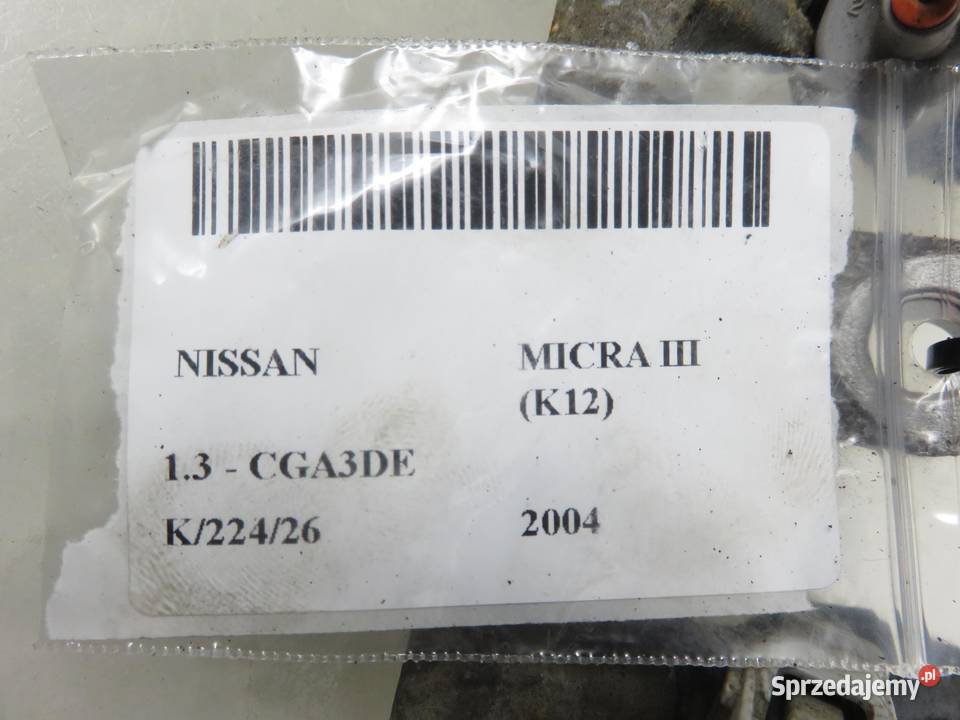 NISSAN MICRA III
(K12)
1.3 - CGA3DE
K/224/26 2004
Sprzedajemy.pl